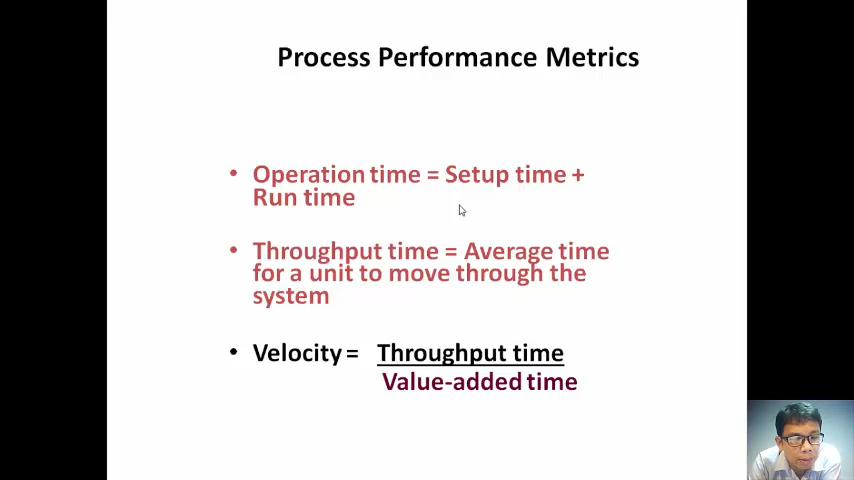 Process Performance Metrics
• Operation time = Setup time +
Run time
• Throughput time = Average time
for a unit to move through the
system
• Velocity = Throughput time
Value-added time